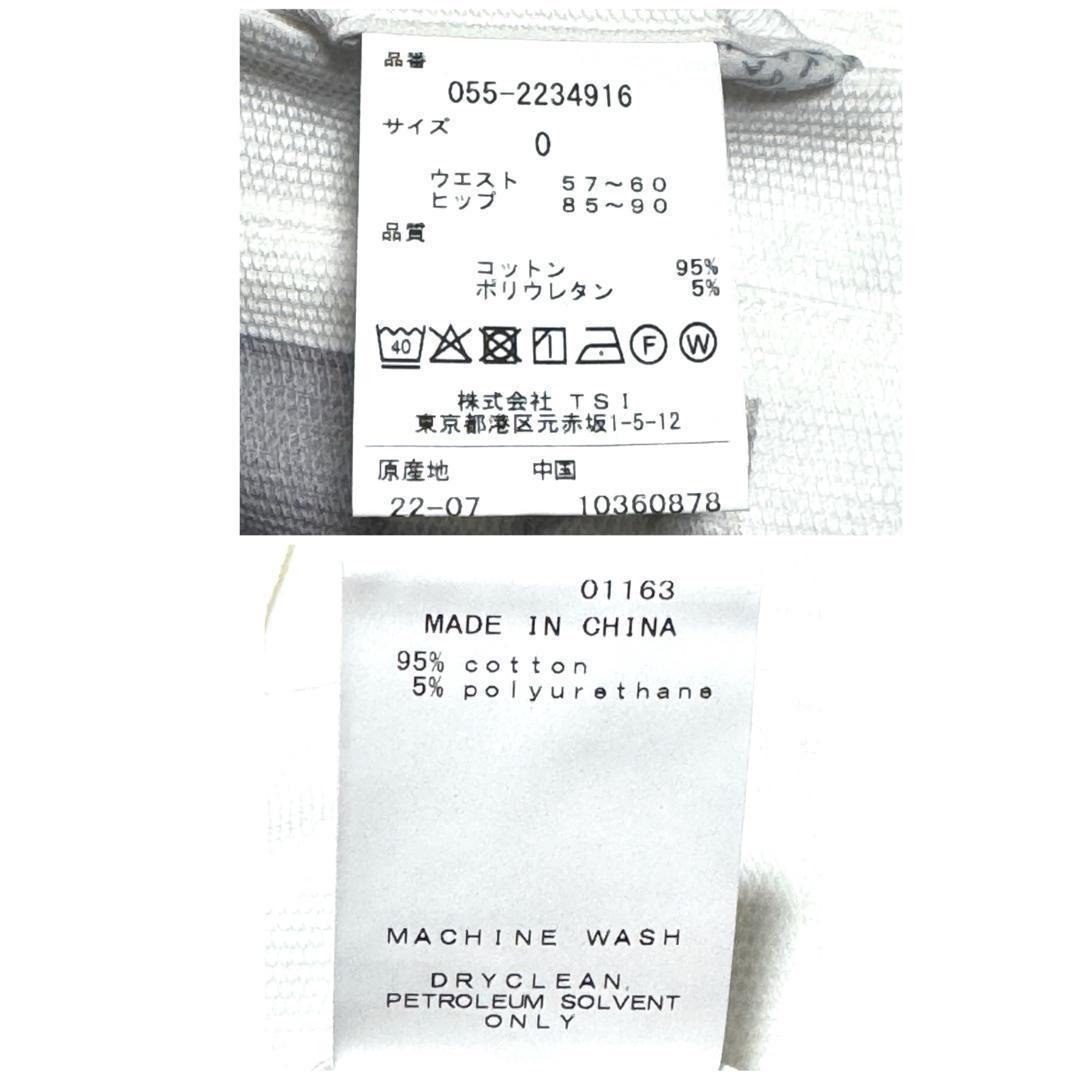 品番
055-2234916
サイズ
0
ウエスト 57～60
ヒップ 85～90
品質
コットン 95%
ポリウレタン 5%
40 F W
株式会社 TSI
東京都港区元赤坂1-5-12
原産地 中国
22-07 10360878
01163
MADE IN CHINA
95% cotton
5% polyurethane
MACHINE WASH
DRYCLEAN,
PETROLEUM SOLVENT
ONLY